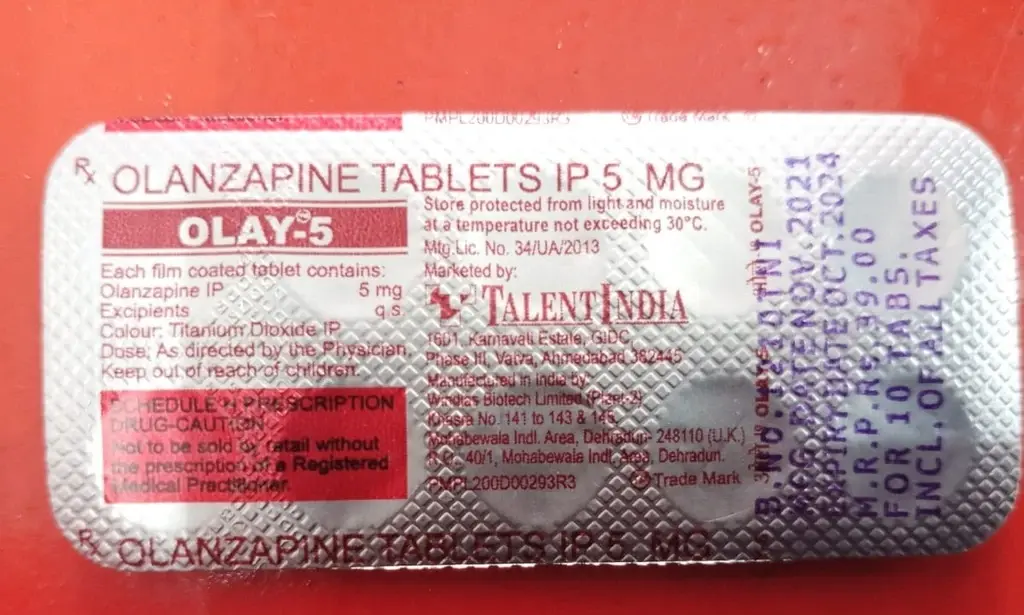 PMPL200D00293R3 Trade Mark
Rx OLANZAPINE TABLETS IP 5 MG
OLAY-5
Each film coated tablet contains:
Olanzapine IP 5 mg
Excipients q.s.
Colour: Titanium Dioxide IP
Dose: As directed by the Physician.
Keep out of reach of children.
SCHEDULE H PRESCRIPTION
DRUG-CAUTION
Not to be sold by retail without
the prescription of a Registered
Medical Practitioner.
Store protected from light and moisture
at a temperature not exceeding 30°C.
Mfg.Lic. No. 34/UA/2013
Marketed by:
TALENTINDIA
1601, Karnavati Estate, GIDC,
Phase III, Vatva, Ahmedabad 382445
Manufactured in India by
Windlas Biotech Limited (Plant-2)
Khasra No. 141 to 143 & 145,
Mohabewala Indl. Area, Dehradun- 248110 (U.K.)
40/1, Mohabewala Indl. Area, Dehradun.
PMPL200D00293R3 Trade Mark
Rx OLANZAPINE TABLETS IP 5 MG
OLAY-5
OLAY-5
B. NO.
MFG. DATE NOV.2021
EXPIRY DATE OCT.2024
M.R.P. RS. 39.00
FOR 10 TABS.
INCL. OF ALL TAXES